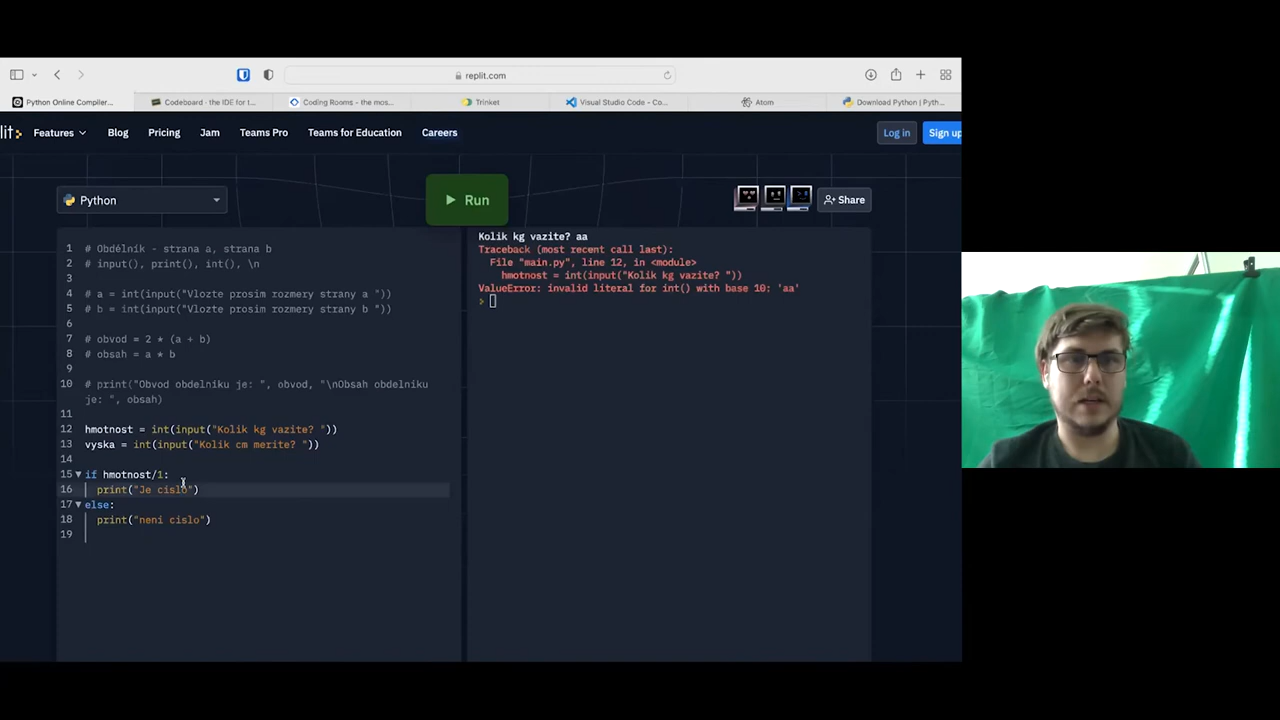 replit.com
Python Online Compiler...
Codeboard - the IDE for t...
Coding Rooms - the mos...
Trinket
Visual Studio Code - Co...
Atom
Download Python | Pyth...
lit
Features
Blog
Pricing
Jam
Teams Pro
Teams for Education
Careers
Log in
Sign up
Python
Run
Share
1 # Obdélník - strana a, strana b
2 # input(), print(), int(), \n
3
4 # a = int(input("Vlozte prosim rozmery strany a "))
5 # b = int(input("Vlozte prosim rozmery strany b "))
6
7 # obvod = 2 * (a + b)
8 # obsah = a * b
9
10 # print("Obvod obdelniku je: ", obvod, "\nObsah obdelniku
je: ", obsah)
11
12 hmotnost = int(input("Kolik kg vazite? "))
13 vyska = int(input("Kolik cm merite? "))
14
15 if hmotnost/1:
16 print("Je cislo")
17 else:
18 print("neni cislo")
19
Kolik kg vazite? aa
Traceback (most recent call last):
File "main.py", line 12, in <module>
hmotnost = int(input("Kolik kg vazite? "))
ValueError: invalid literal for int() with base 10: 'aa'
>